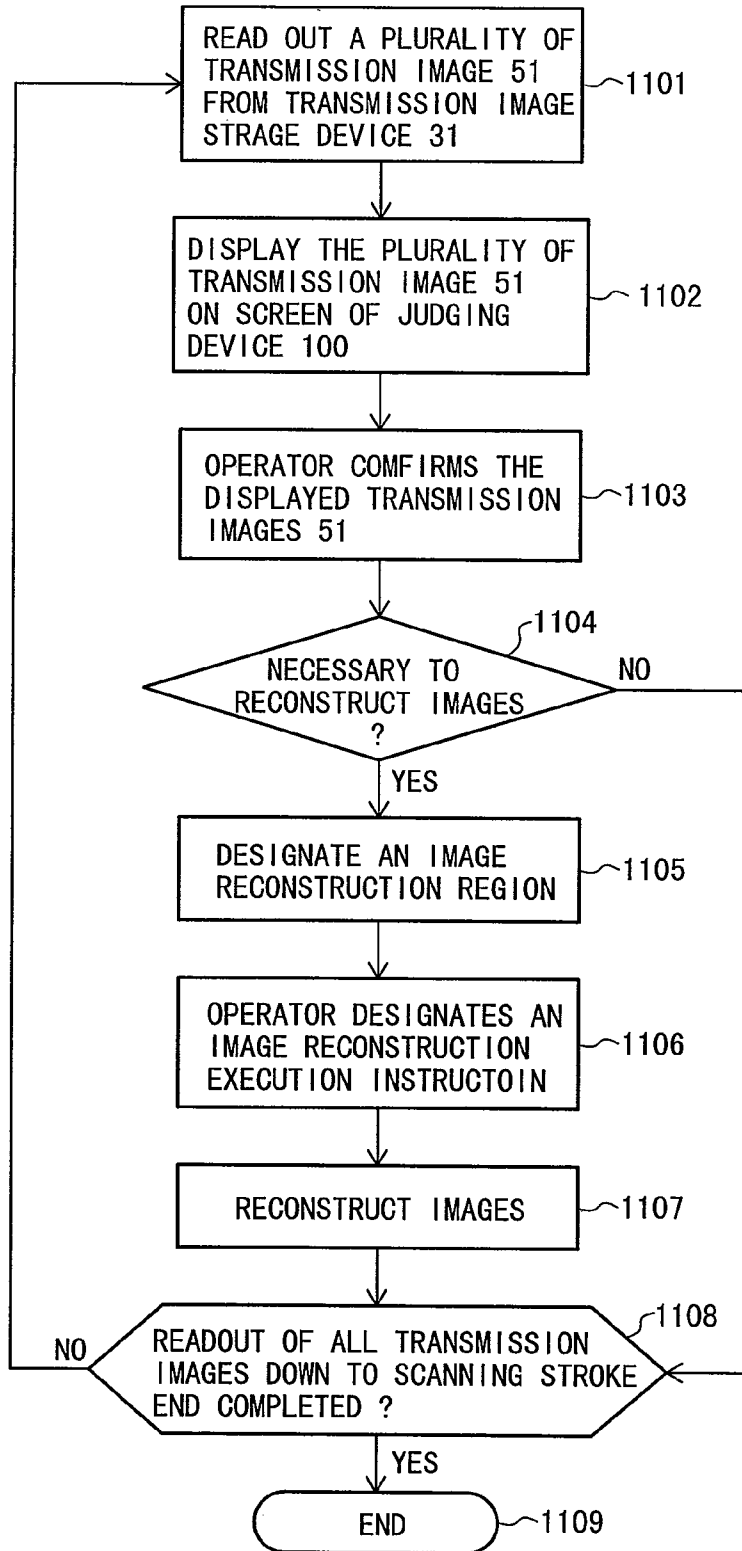 READ OUT A PLURALITY OF
TRANSMISSION IMAGE 51
FROM TRANSMISSION IMAGE
STRAGE DEVICE 31
1101
DISPLAY THE PLURALITY OF
TRANSMISSION IMAGE 51
ON SCREEN OF JUDGING
DEVICE 100
1102
OPERATOR COMFIRMS THE
DISPLAYED TRANSMISSION
IMAGES 51
1103
1104
NECESSARY TO
RECONSTRUCT IMAGES
?
NO
YES
DESIGNATE AN IMAGE
RECONSTRUCTION REGION
1105
OPERATOR DESIGNATES AN
IMAGE RECONSTRUCTION
EXECUTION INSTRUCTOIN
1106
RECONSTRUCT IMAGES
1107
1108
NO
READOUT OF ALL TRANSMISSION
IMAGES DOWN TO SCANNING STROKE
END COMPLETED ?
YES
END
1109